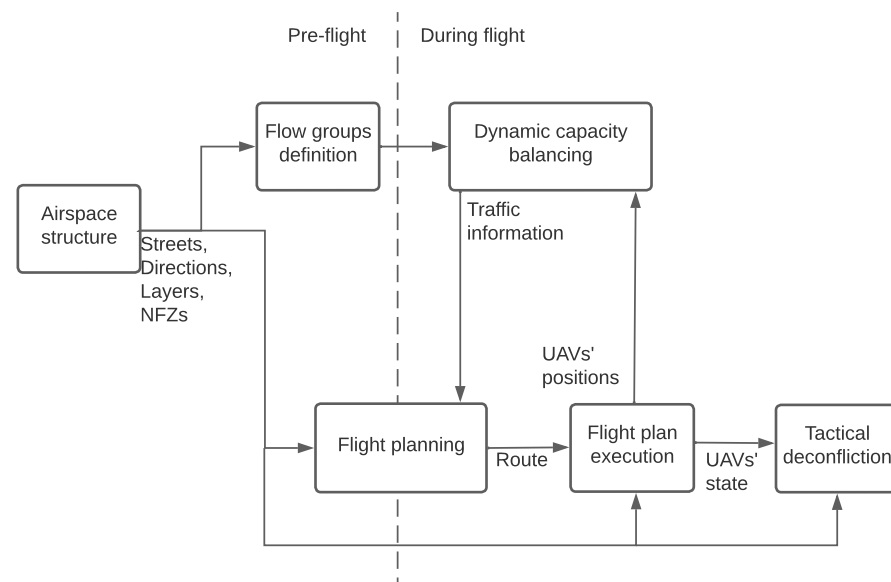 Pre-flight
During flight
Flow groups
definition
Dynamic capacity
balancing
Airspace
structure
Streets,
Directions,
Layers,
NFZs
Traffic
information
UAVs'
positions
Flight planning
Route
Flight plan
execution
UAVs'
state
Tactical
deconfliction